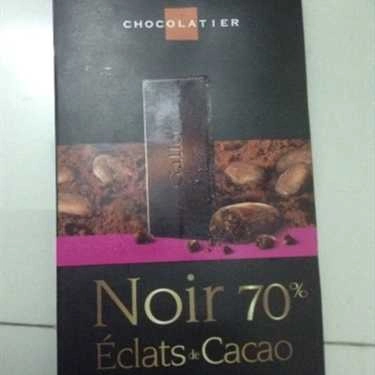 CHOCOLATIER
Noir 70%
Éclats de Cacao